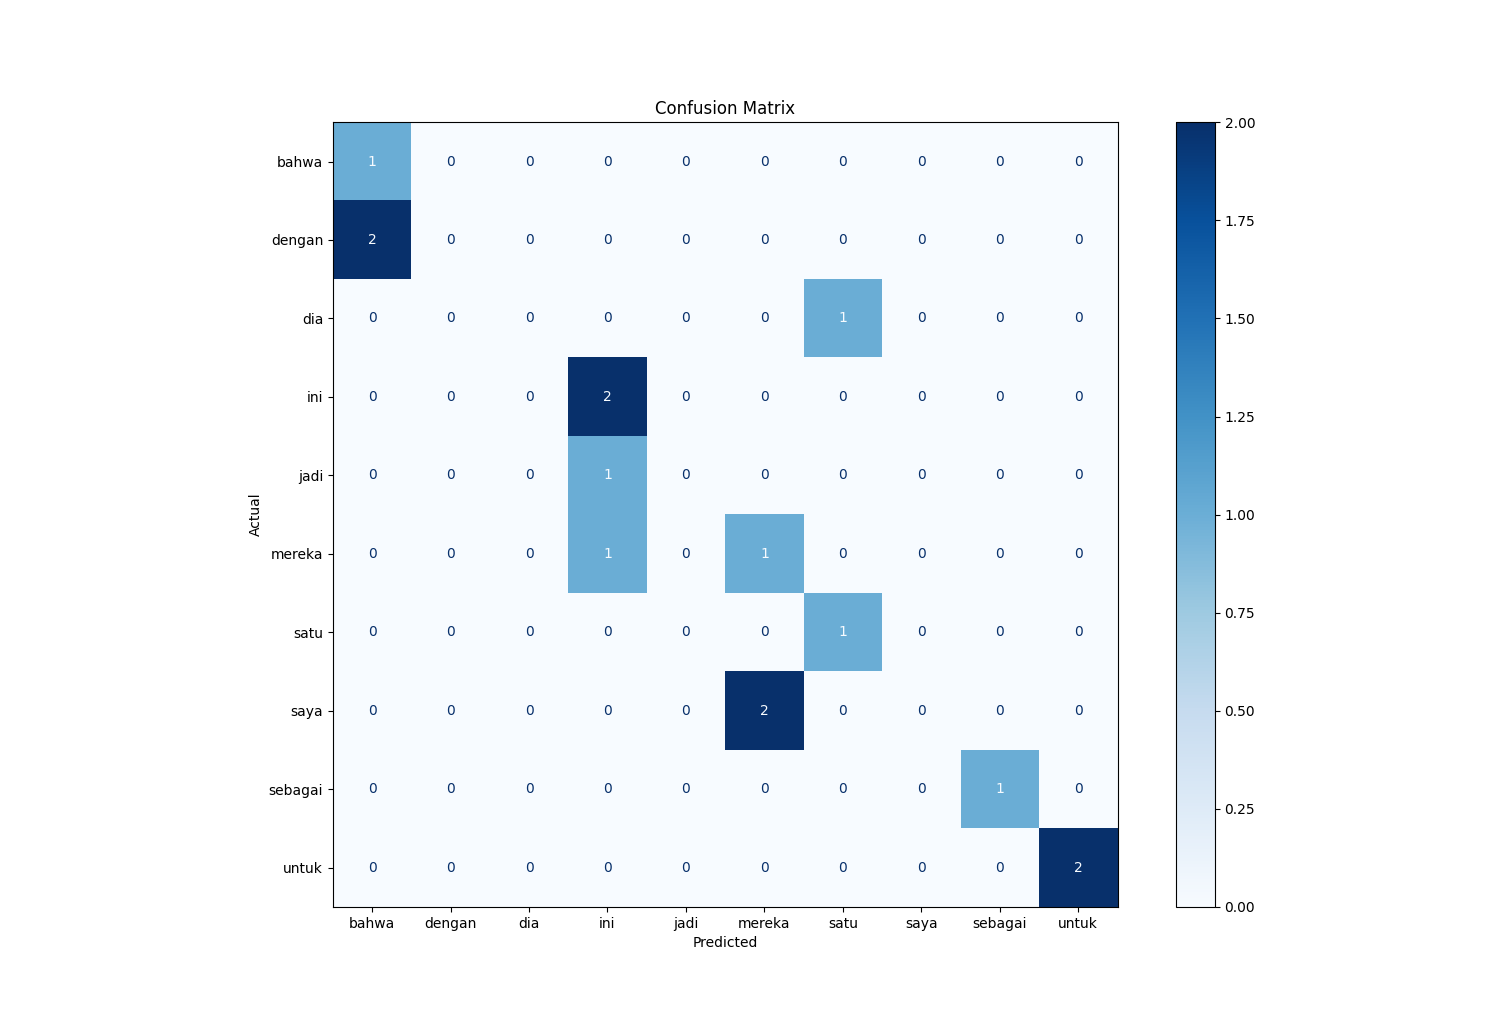 Confusion Matrix
bahwa 1 0 0 0 0 0 0 0 0 0
dengan 2 0 0 0 0 0 0 0 0 0
dia 0 0 0 0 0 0 1 0 0 0
ini 0 0 0 2 0 0 0 0 0 0
jadi 0 0 0 1 0 0 0 0 0 0
mereka 0 0 0 1 0 1 0 0 0 0
satu 0 0 0 0 0 0 1 0 0 0
saya 0 0 0 0 0 2 0 0 0 0
sebagai 0 0 0 0 0 0 0 0 1 0
untuk 0 0 0 0 0 0 0 0 0 2
bahwa dengan dia ini jadi mereka satu saya sebagai untuk
Predicted
Actual
2.00
1.75
1.50
1.25
1.00
0.75
0.50
0.25
0.00